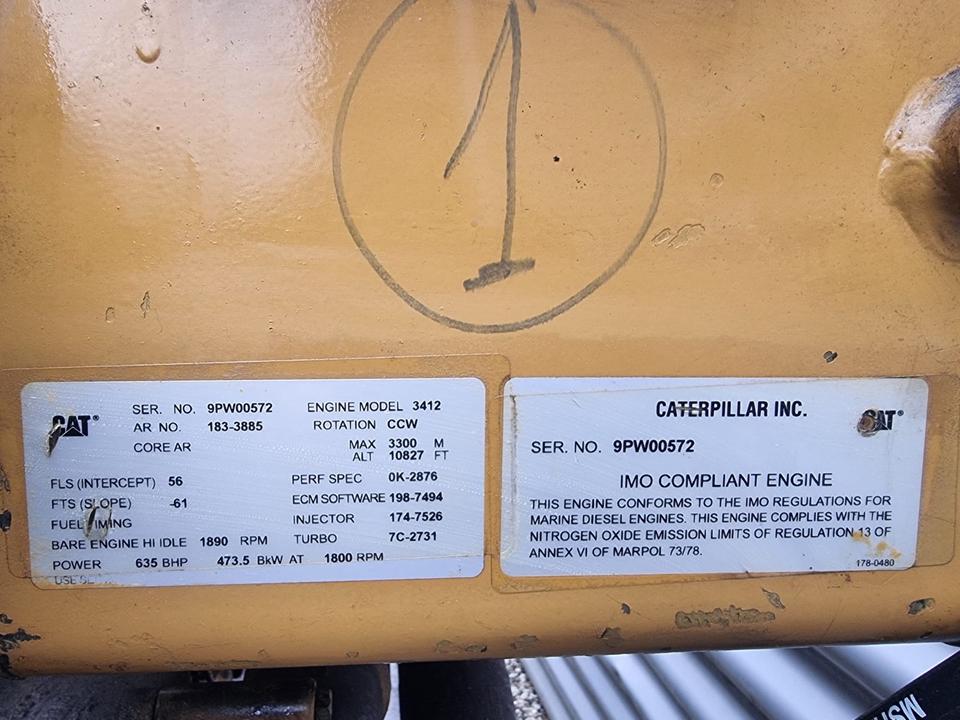 1
CAT®
SER. NO. 9PW00572
ENGINE MODEL 3412
AR NO. 183-3885
ROTATION CCW
CORE AR
MAX ALT 3300 M
10827 FT
FLS (INTERCEPT) 56
PERF SPEC 0K-2876
FTS (SLOPE) -61
ECM SOFTWARE 198-7494
FUEL TIMING
INJECTOR 174-7526
BARE ENGINE HI IDLE 1890 RPM
TURBO 7C-2731
POWER 635 BHP 473.5 BkW AT 1800 RPM
CATERPILLAR INC.
CAT®
SER. NO. 9PW00572
IMO COMPLIANT ENGINE
THIS ENGINE CONFORMS TO THE IMO REGULATIONS FOR
MARINE DIESEL ENGINES. THIS ENGINE COMPLIES WITH THE
NITROGEN OXIDE EMISSION LIMITS OF REGULATION 13 OF
ANNEX VI OF MARPOL 73/78.
178-0480